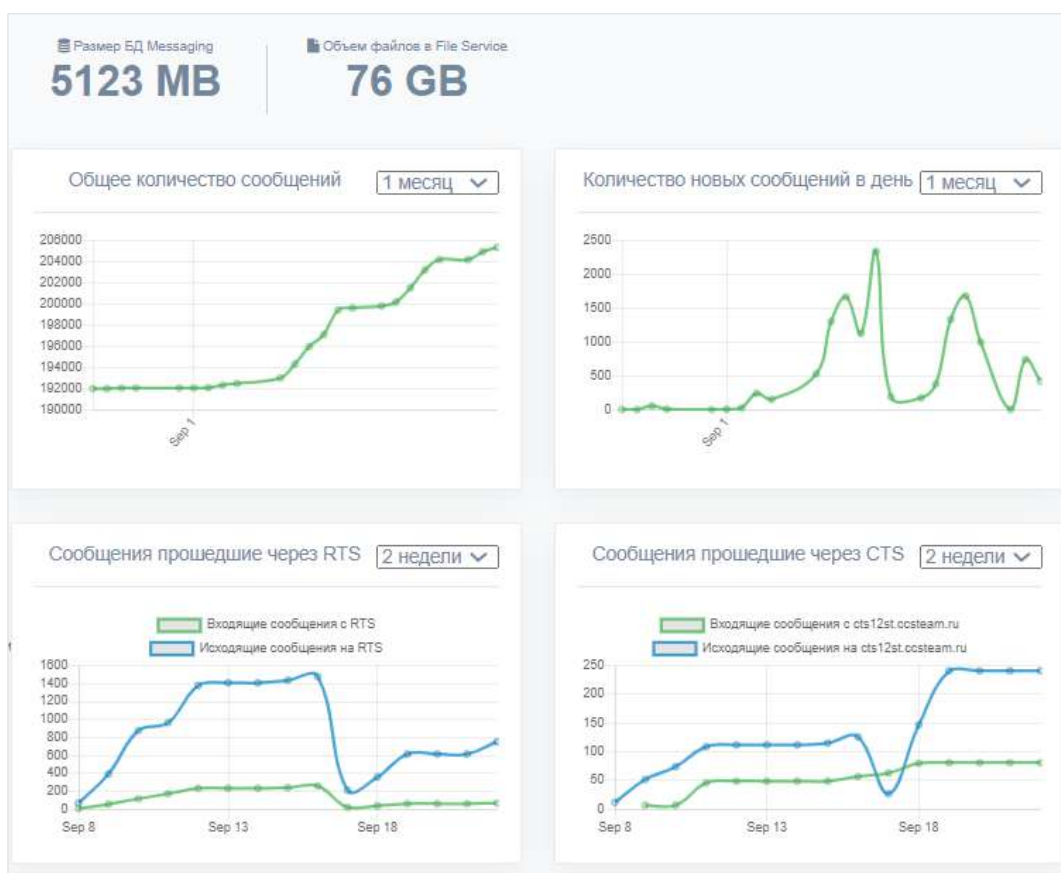 Размер БД Messaging
5123 MB
Объем файлов в File Service
76 GB
Общее количество сообщений
1 месяц
208000
204000
202000
200000
198000
196000
194000
192000
190000
Sep 1
Количество новых сообщений в день
1 месяц
2500
2000
1500
1000
500
0
Sep 1
Сообщения прошедшие через RTS
2 недели
Входящие сообщения с RTS
Исходящие сообщения на RTS
1600
1400
1200
1000
800
600
400
200
0
Sep 8 Sep 13 Sep 18
Сообщения прошедшие через CTS
2 недели
Входящие сообщения с cts12st.ccsteam.ru
Исходящие сообщения на cts12st.ccsteam.ru
250
200
150
100
50
0
Sep 8 Sep 13 Sep 18